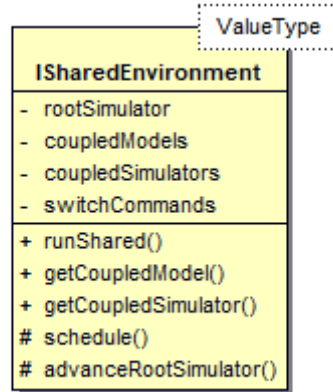 ValueType
ISharedEnvironment
- rootSimulator
- coupledModels
- coupledSimulators
- switchCommands
+ runShared()
+ getCoupledModel()
+ getCoupledSimulator()
# schedule()
# advanceRootSimulator()